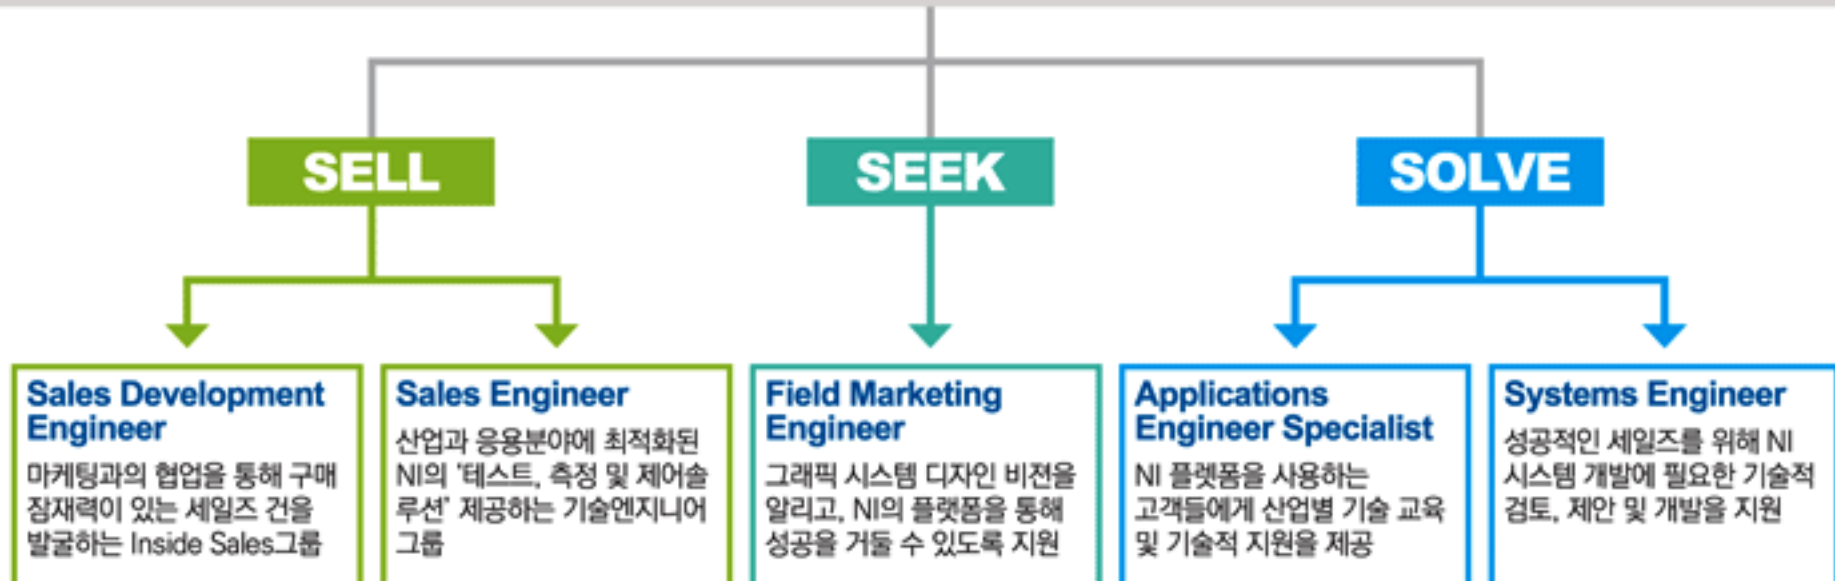 SELL
SEEK
SOLVE
Sales Development
Engineer
마케팅과의 협업을 통해 구매
잠재력이 있는 세일즈 건을
발굴하는 Inside Sales그룹
Sales Engineer
산업과 응용분야에 최적화된
NI의 '테스트, 측정 및 제어솔
루션' 제공하는 기술엔지니어
그룹
Field Marketing
Engineer
그래픽 시스템 디자인 비젼을
알리고, NI의 플랫폼을 통해
성공을 거둘 수 있도록 지원
Applications
Engineer Specialist
NI 플렛폼을 사용하는
고객들에게 산업별 기술 교육
및 기술적 지원을 제공
Systems Engineer
성공적인 세일즈를 위해 NI
시스템 개발에 필요한 기술적
검토, 제안 및 개발을 지원